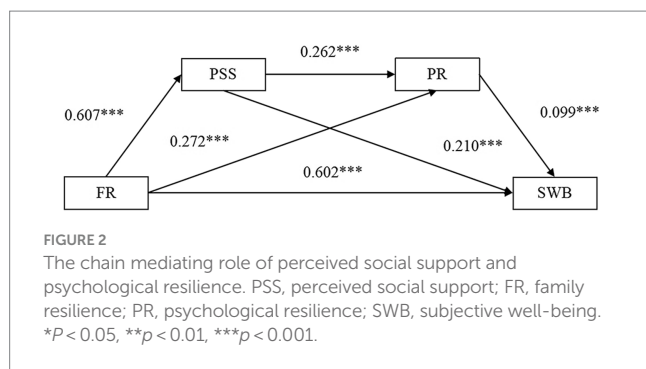 0.262***
PSS
PR
0.607***
0.099***
0.272***
0.210***
0.602***
FR
SWB
FIGURE 2
The chain mediating role of perceived social support and
psychological resilience. PSS, perceived social support; FR, family
resilience; PR, psychological resilience; SWB, subjective well-being.
*P < 0.05, **p < 0.01, ***p < 0.001.